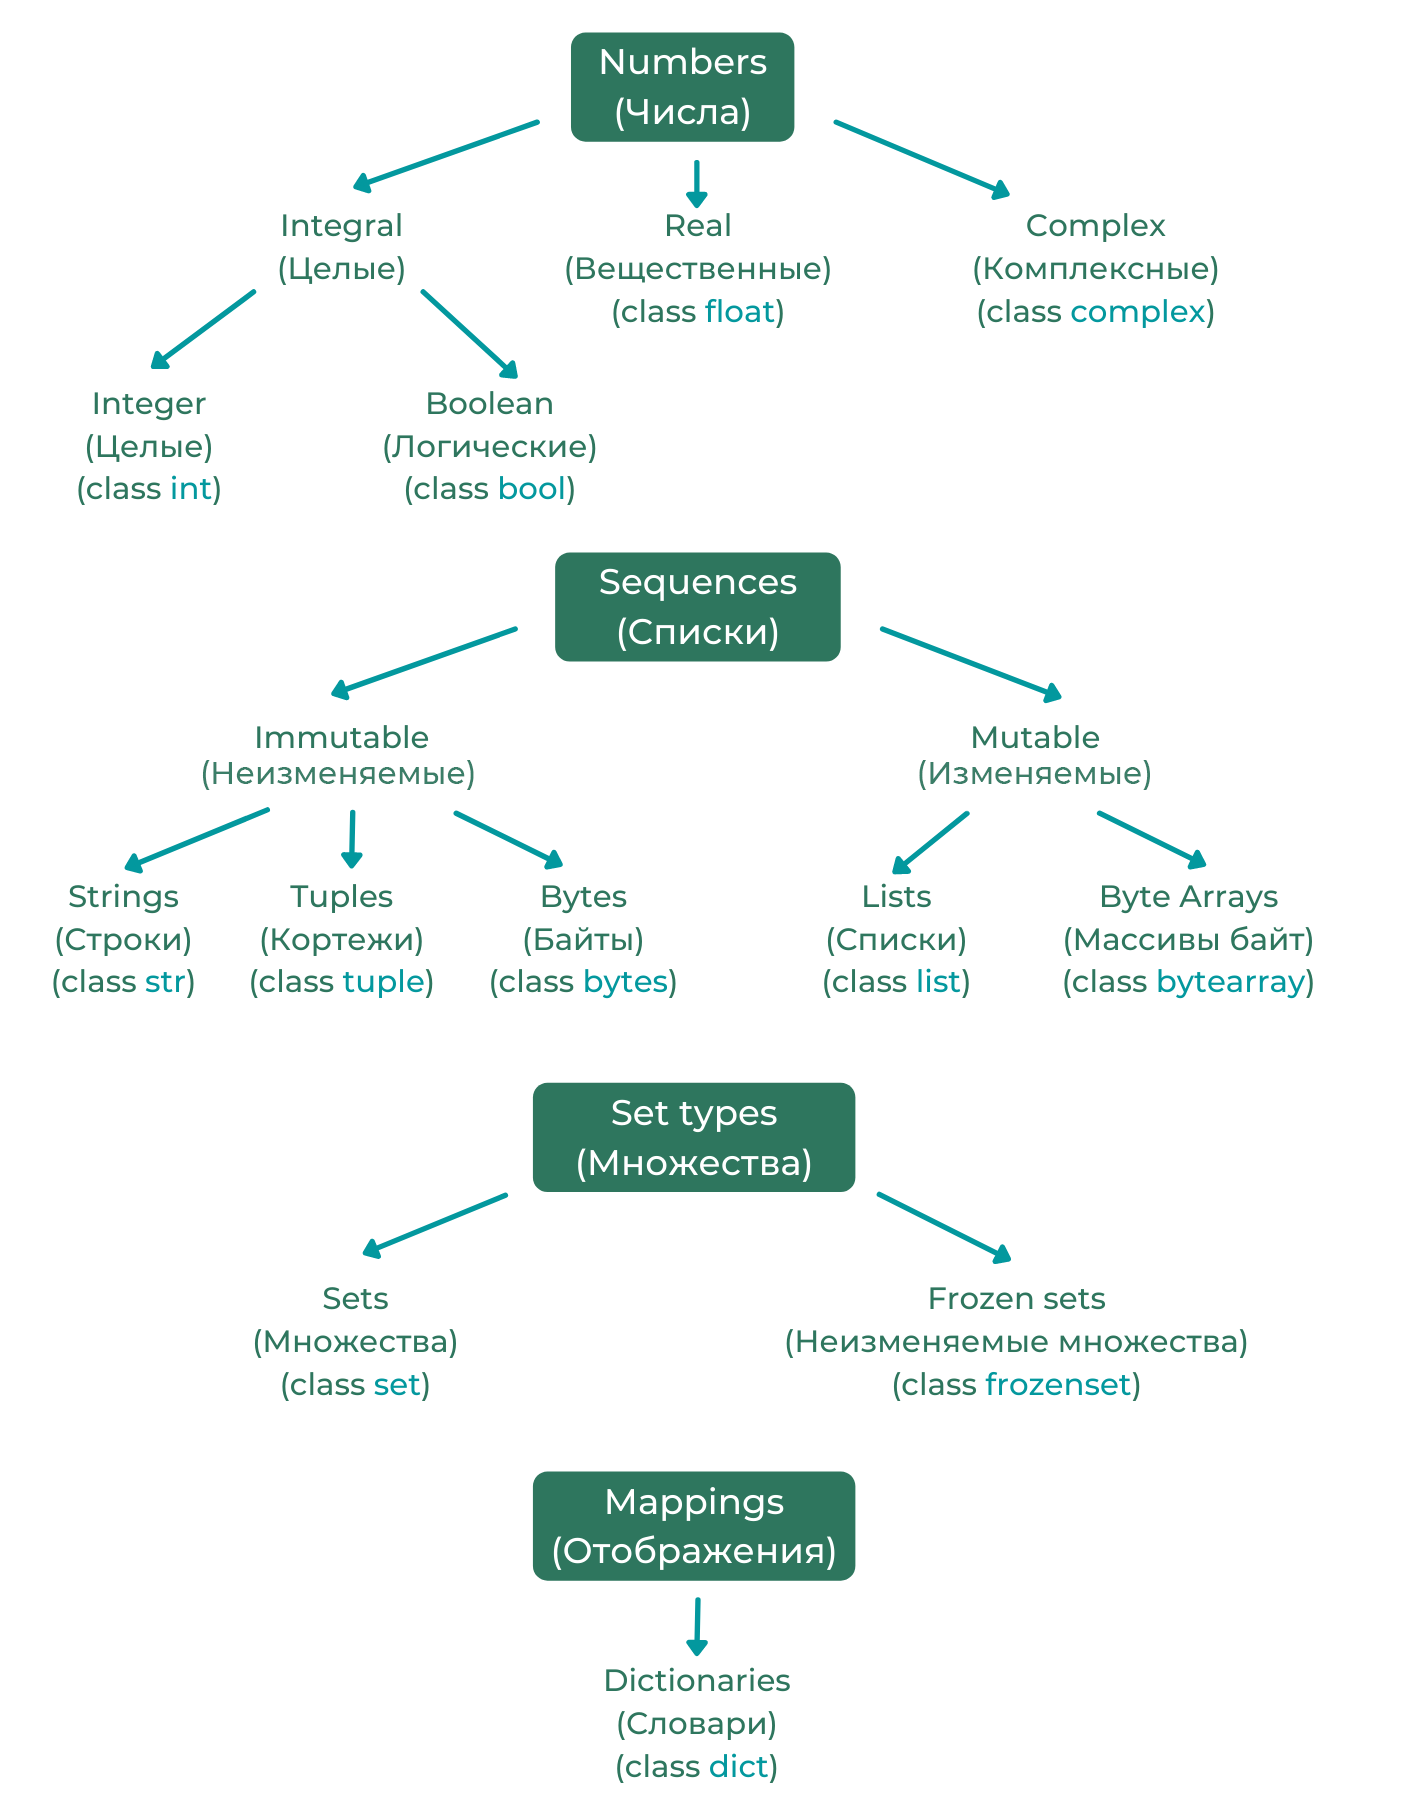 Numbers
(Числа)
Integral
(Целые)
Real
(Вещественные)
(class float)
Complex
(Комплексные)
(class complex)
Integer
(Целые)
(class int)
Boolean
(Логические)
(class bool)
Sequences
(Списки)
Immutable
(Неизменяемые)
Mutable
(Изменяемые)
Strings
(Строки)
(class str)
Tuples
(Кортежи)
(class tuple)
Bytes
(Байты)
(class bytes)
Lists
(Списки)
(class list)
Byte Arrays
(Массивы байт)
(class bytearray)
Set types
(Множества)
Sets
(Множества)
(class set)
Frozen sets
(Неизменяемые множества)
(class frozenset)
Mappings
(Отображения)
Dictionaries
(Словари)
(class dict)